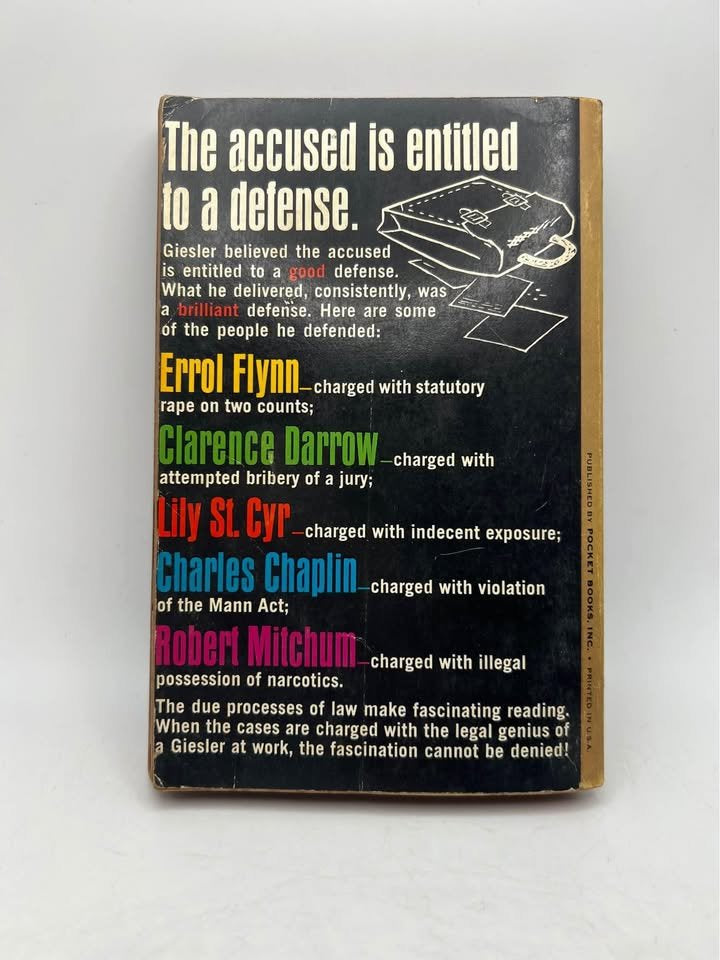 The accused is entitled
to a defense.
Giesler believed the accused
is entitled to a good defense.
What he delivered, consistently, was
a brilliant defense. Here are some
of the people he defended:
Errol Flynn—charged with statutory
rape on two counts;
Clarence Darrow—charged with
attempted bribery of a jury;
Lily St. Cyr—charged with indecent exposure;
Charles Chaplin—charged with violation
of the Mann Act;
Robert Mitchum—charged with illegal
possession of narcotics.
The due processes of law make fascinating reading.
When the cases are charged with the legal genius of
a Giesler at work, the fascination cannot be denied!
PUBLISHED BY POCKET BOOKS, INC. • PRINTED IN U.S.A.